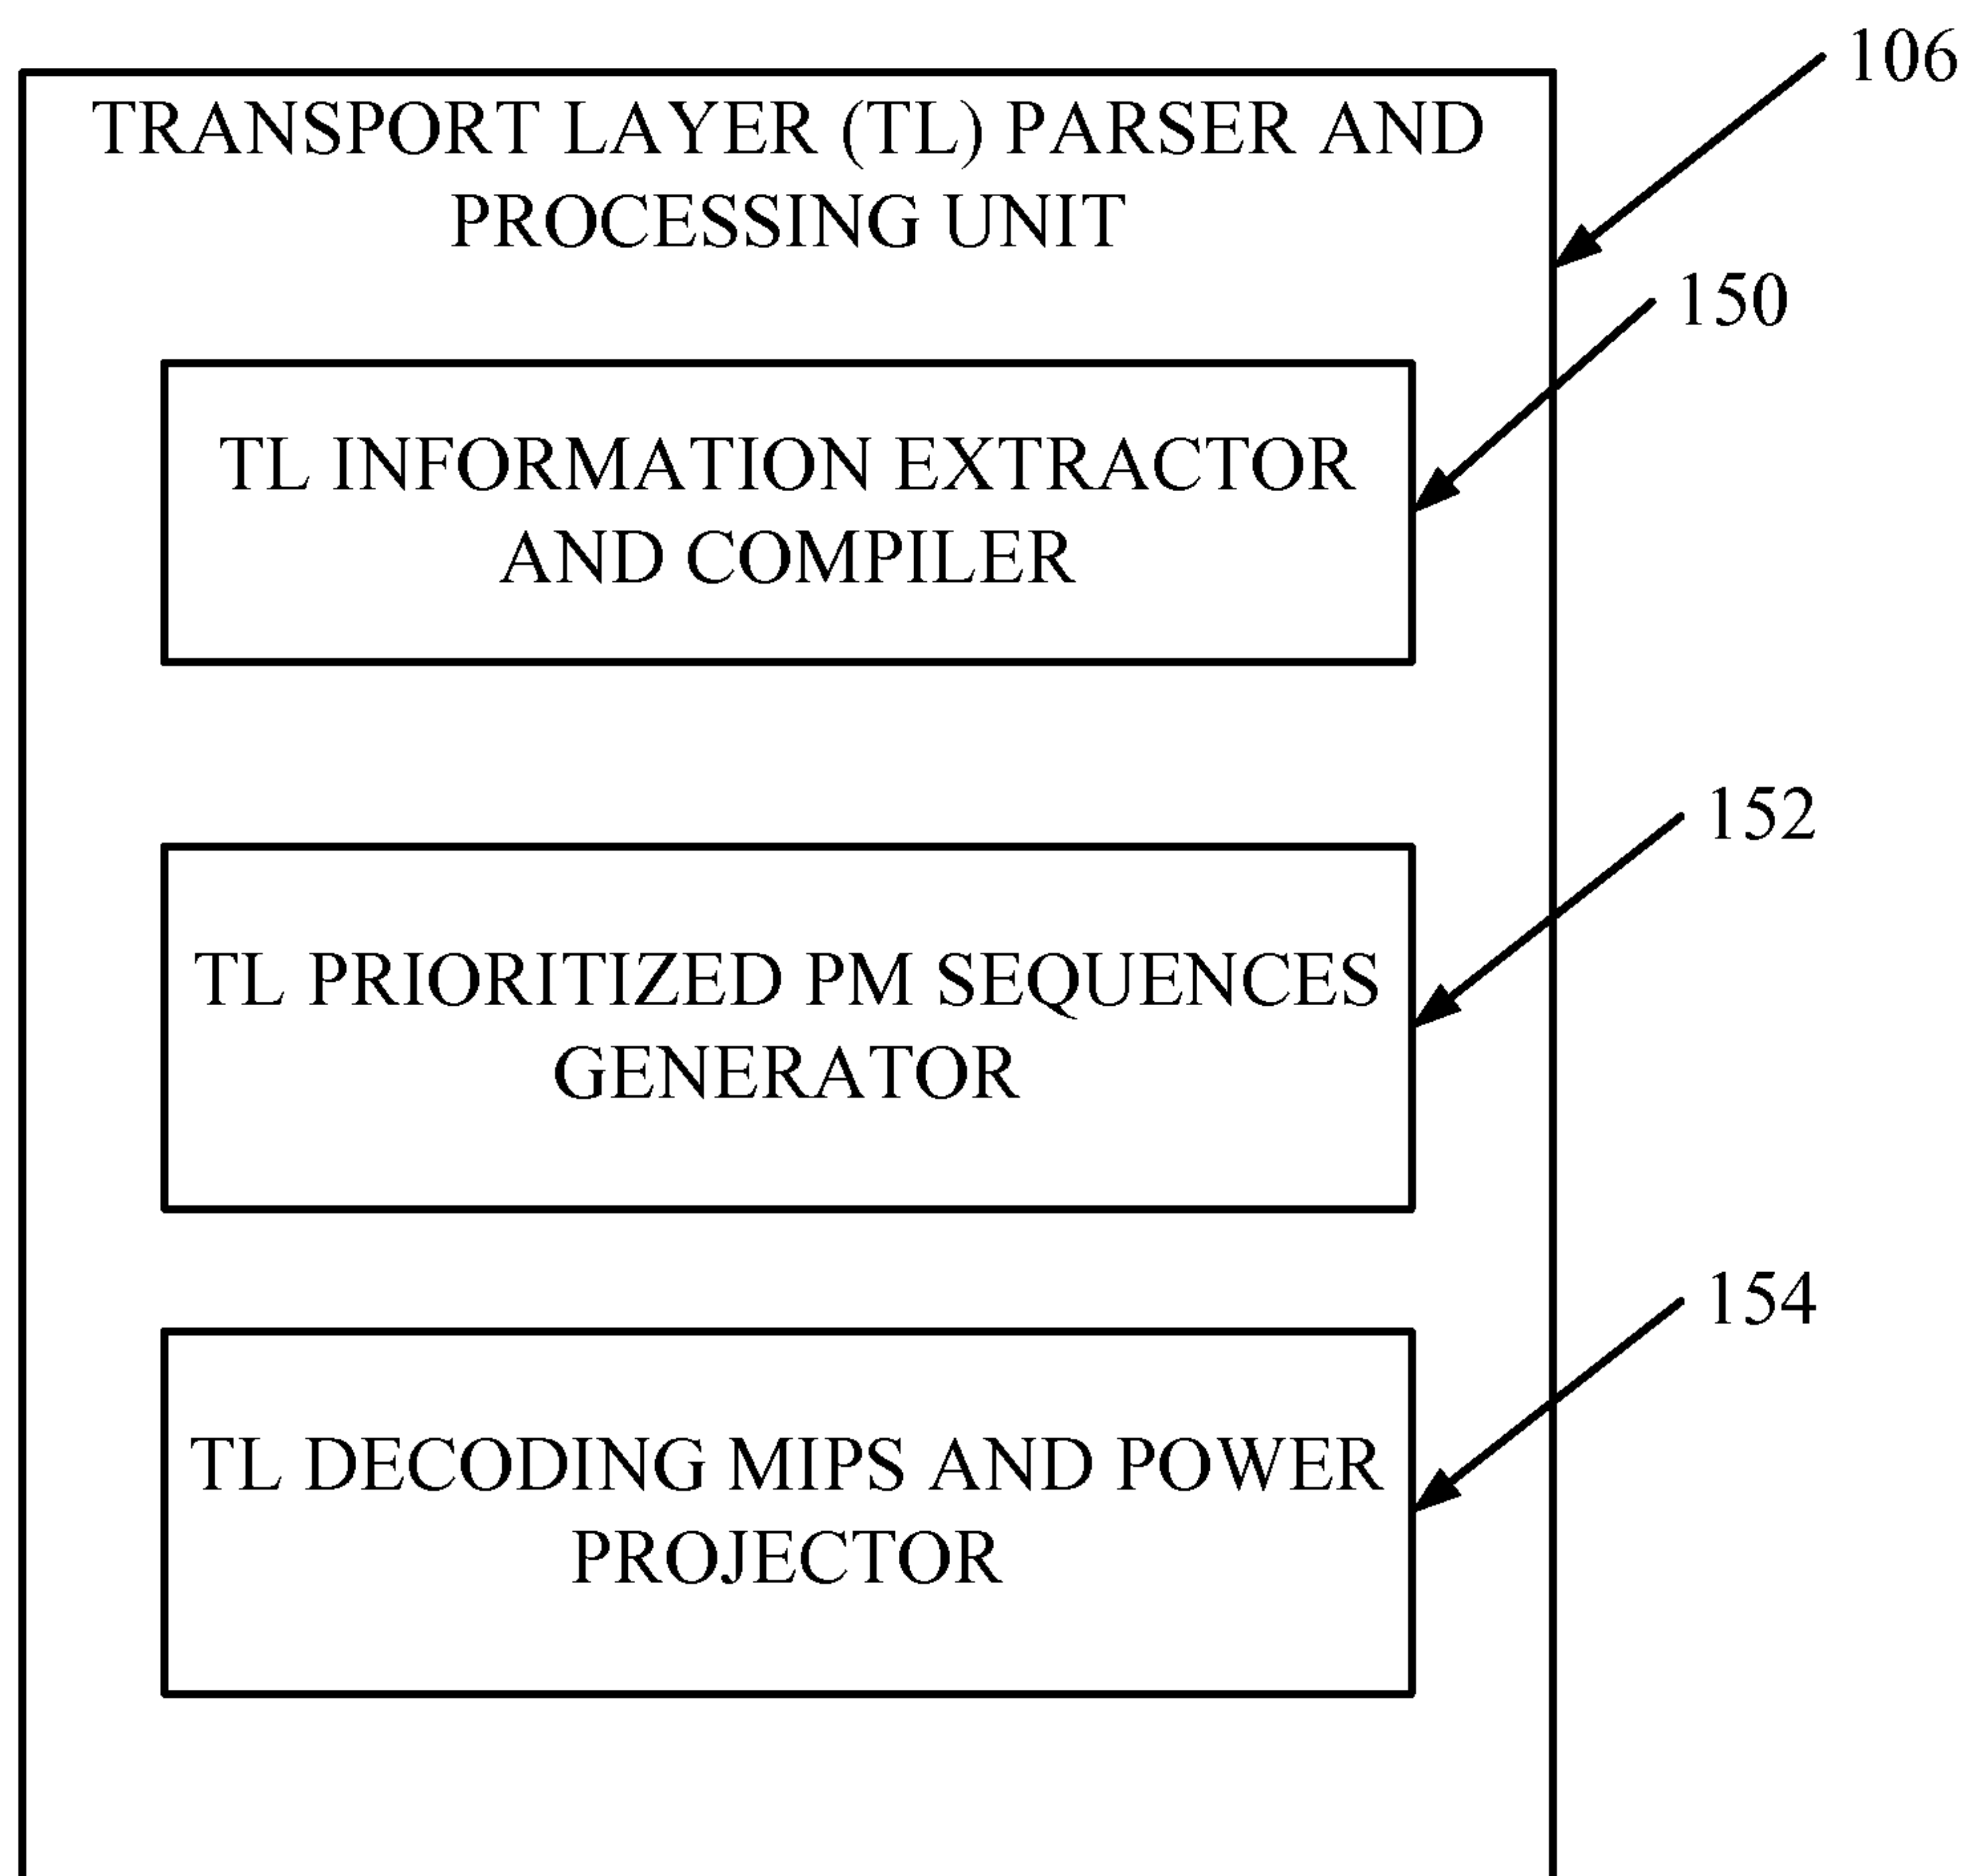 106
TRANSPORT LAYER (TL) PARSER AND
PROCESSING UNIT
150
TL INFORMATION EXTRACTOR
AND COMPILER
152
TL PRIORITIZED PM SEQUENCES
GENERATOR
154
TL DECODING MIPS AND POWER
PROJECTOR